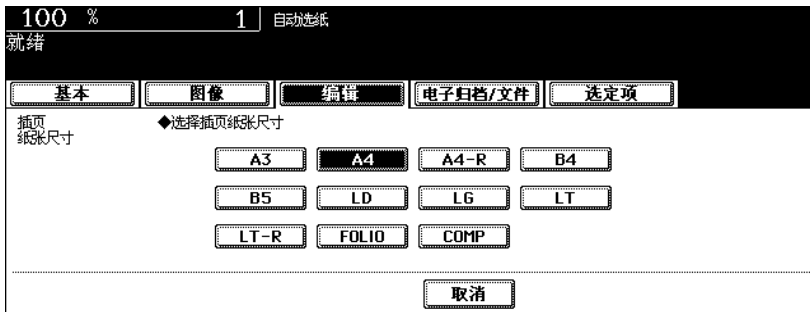 100 % 1 自动选纸
就绪
基本 图像 编辑 电子归档/文件 选定项
插页 ◆选择插页纸张尺寸
纸张尺寸
A3 A4 A4-R B4
B5 LD LG LT
LT-R FOLIO COMP
取消